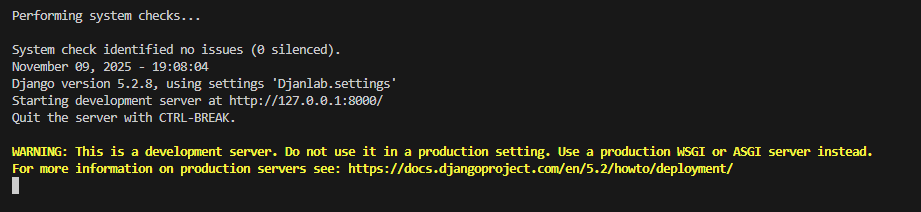 Performing system checks...
System check identified no issues (0 silenced).
November 09, 2025 - 19:08:04
Django version 5.2.8, using settings 'Djanlab.settings'
Starting development server at http://127.0.0.1:8000/
Quit the server with CTRL-BREAK.
WARNING: This is a development server. Do not use it in a production setting. Use a production WSGI or ASGI server instead.
For more information on production servers see: https://docs.djangoproject.com/en/5.2/howto/deployment/